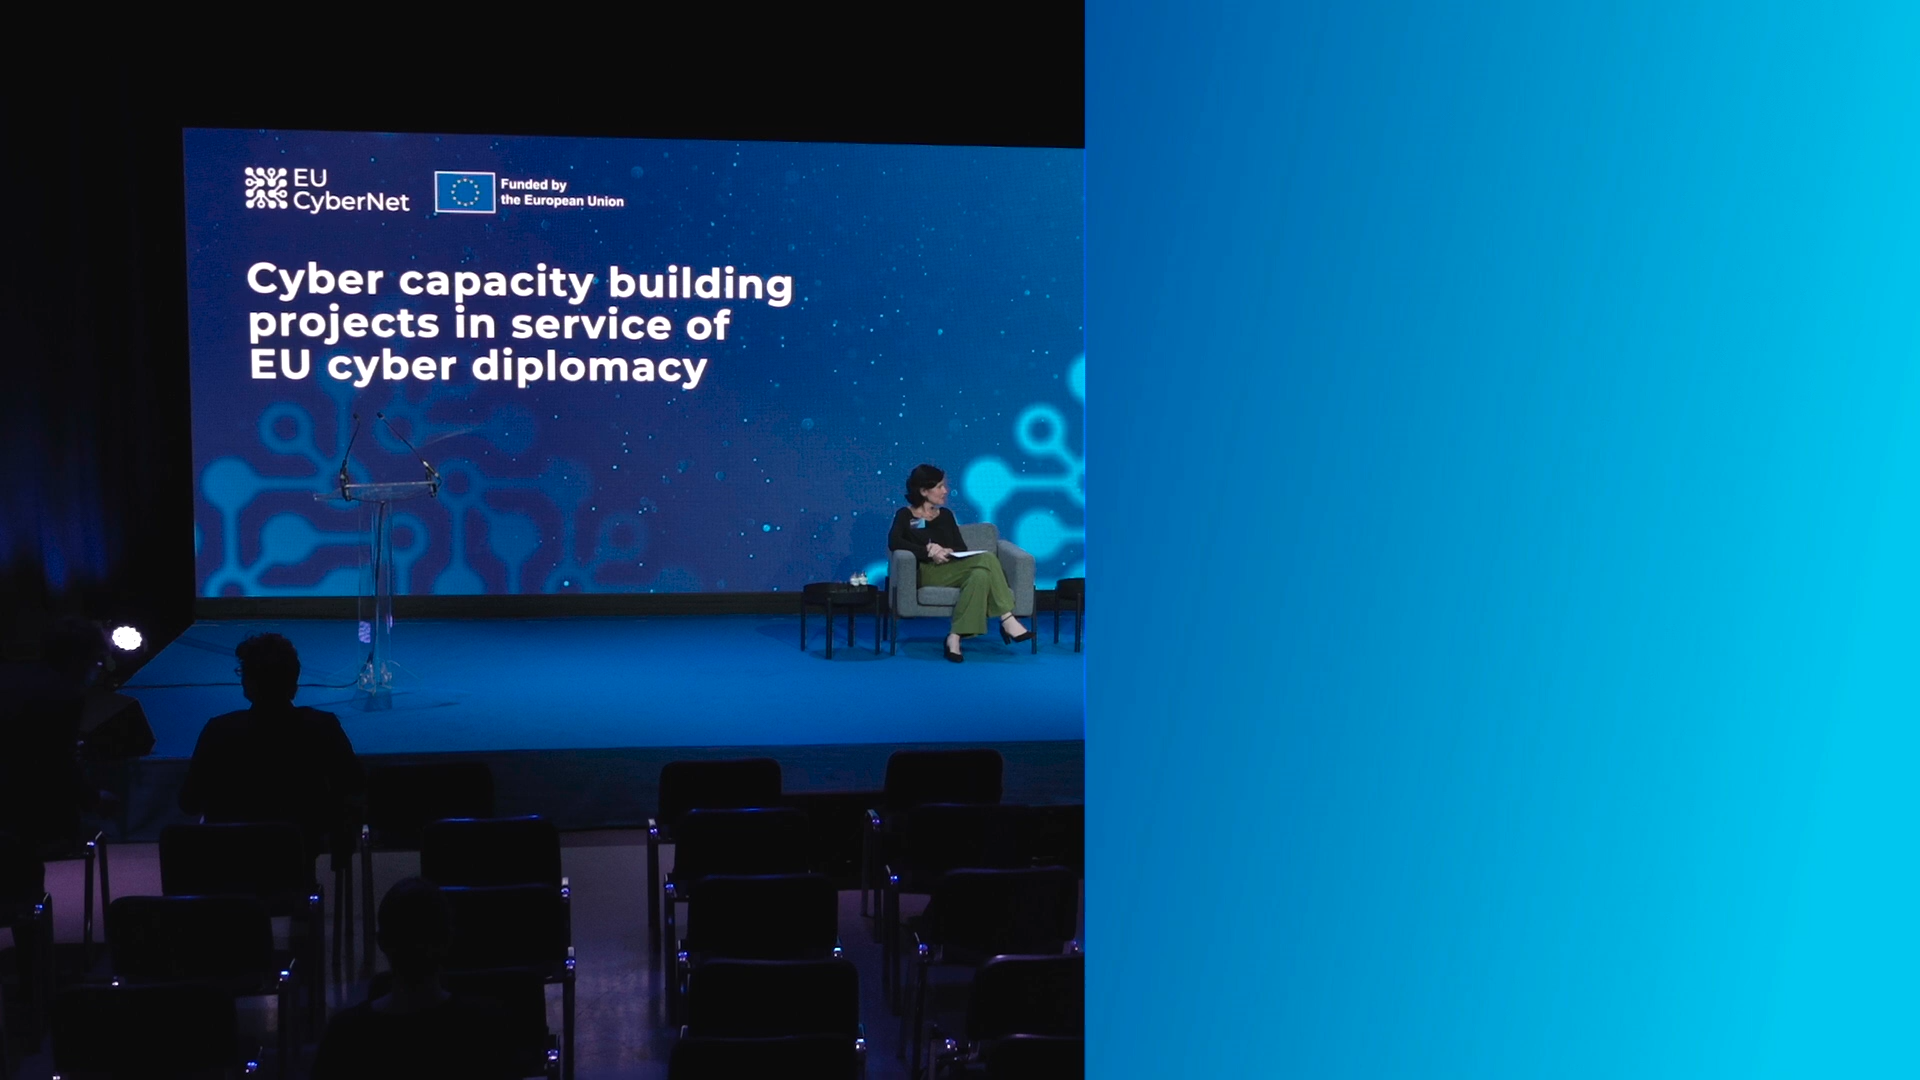 EU
CyberNet
Funded by
the European Union
Cyber capacity building
projects in service of
EU cyber diplomacy